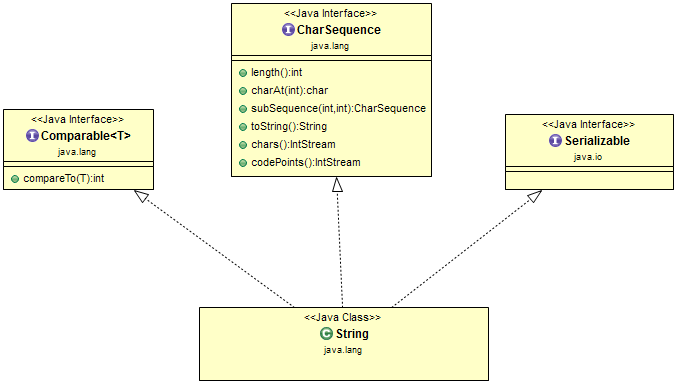 <<Java Interface>>
CharSequence
java.lang
length():int
charAt(int):char
subSequence(int,int):CharSequence
toString():String
chars():IntStream
codePoints():IntStream
<<Java Interface>>
Comparable<T>
java.lang
compareTo(T):int
<<Java Interface>>
Serializable
java.io
<<Java Class>>
String
java.lang